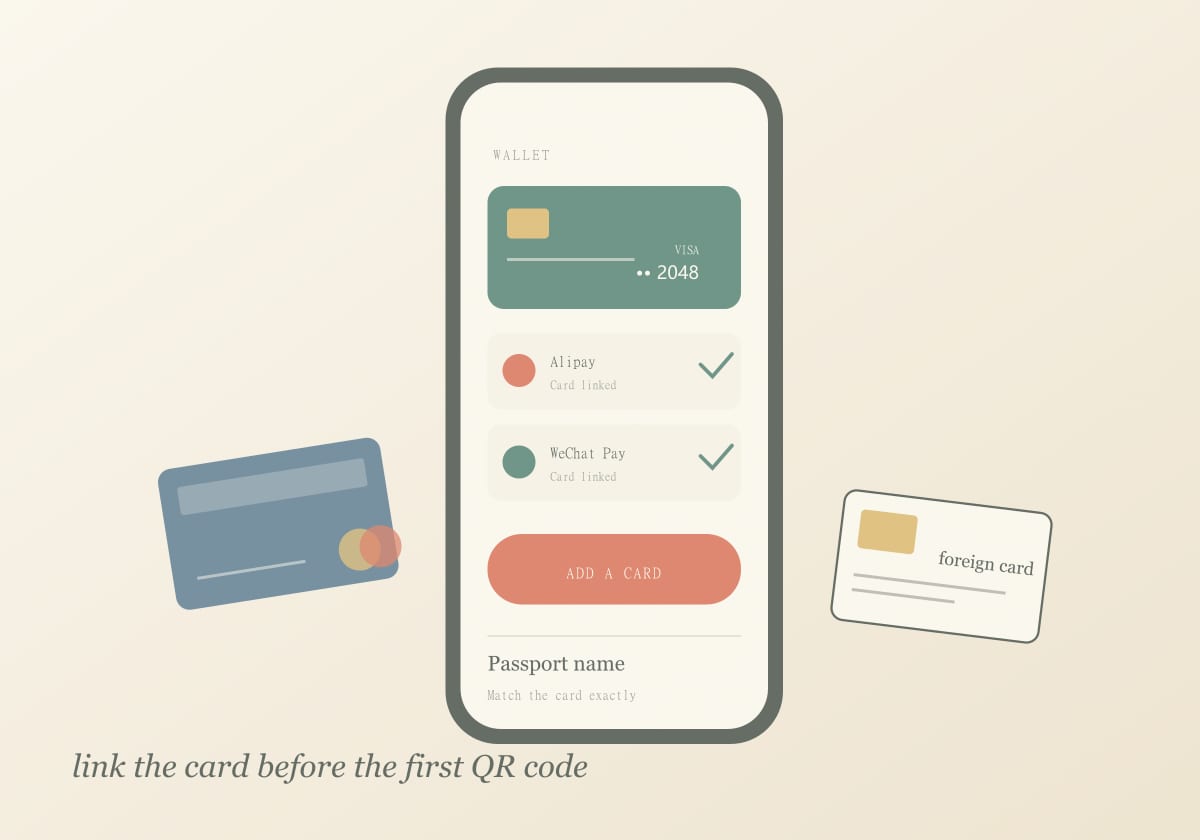 WALLET
VISA
•• 2048
Alipay
Card linked
WeChat Pay
Card linked
ADD A CARD
foreign card
Passport name
Match the card exactly
link the card before the first QR code